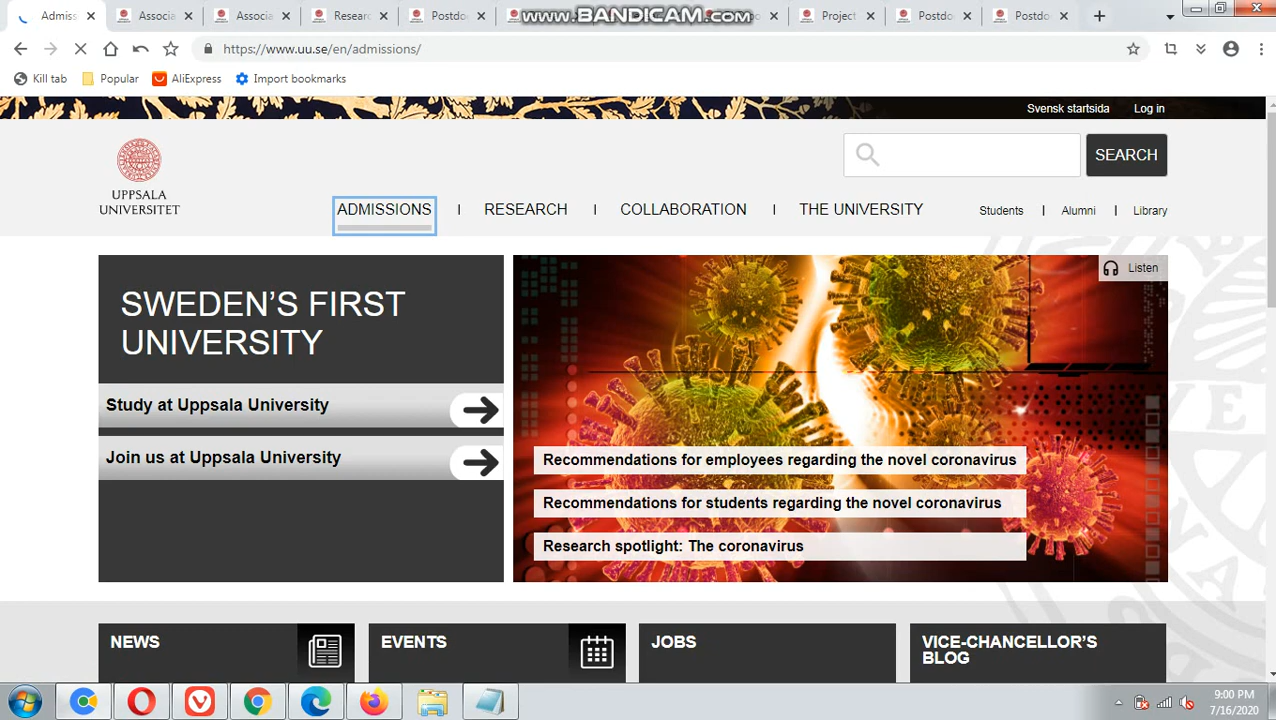 Admis
Associa
Associa
Researc
Postdo
www.BANDICAM.com
Project
Postdo
Postdo
https://www.uu.se/en/admissions/
Kill tab
Popular
AliExpress
Import bookmarks
Svensk startsida
Log in
UPPSALA
UNIVERSITET
SEARCH
ADMISSIONS
RESEARCH
COLLABORATION
THE UNIVERSITY
Students
Alumni
Library
SWEDEN'S FIRST
UNIVERSITY
Listen
Study at Uppsala University
Join us at Uppsala University
Recommendations for employees regarding the novel coronavirus
Recommendations for students regarding the novel coronavirus
Research spotlight: The coronavirus
NEWS
EVENTS
JOBS
VICE-CHANCELLOR'S
BLOG
9:00 PM
7/16/2020